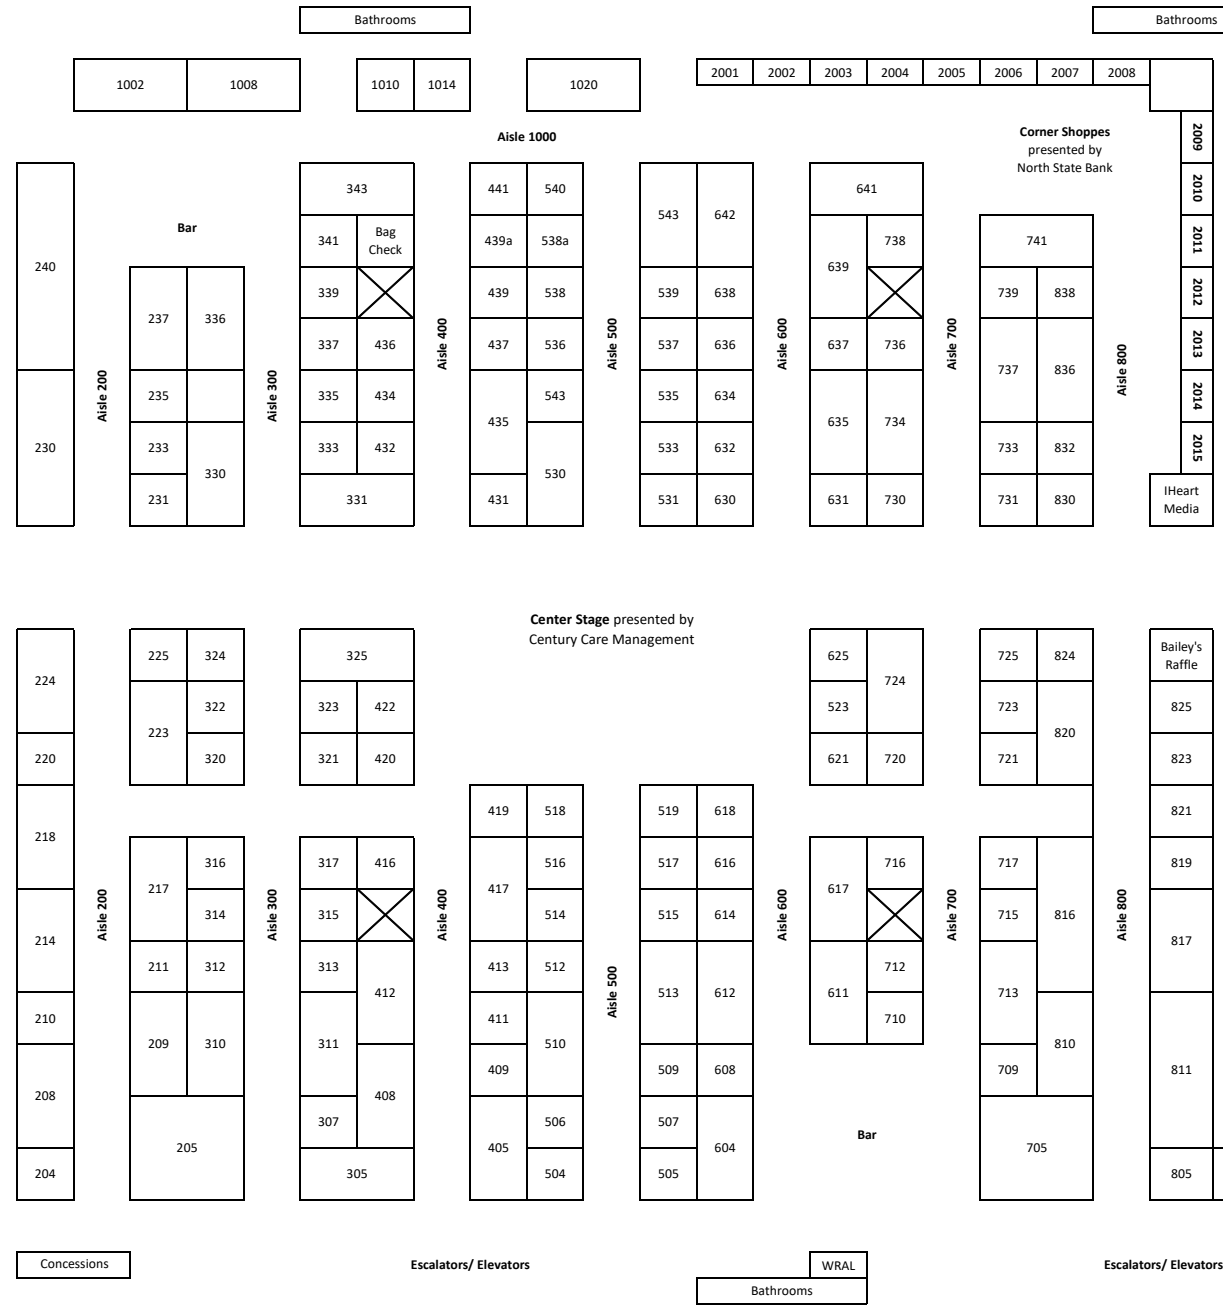 Bathrooms
Bathrooms
1002 1008 1010 1014 1020 2001 2002 2003 2004 2005 2006 2007 2008
Aisle 1000
Corner Shoppes
presented by
North State Bank
2009
343 441 540 543 642 641 2010
Bar
341 Bag
Check
439a 538a 639 738 741 2011
240 237 336 339 439 538 539 638 739 838 2012
337 436 437 536 537 636 637 736 737 836 2013
Aisle 200 Aisle 300 Aisle 400 Aisle 500 Aisle 600 Aisle 700 Aisle 800
235 335 434 435 543 535 634 635 734 2014
230 233 330 333 432 530 533 632 733 832 2015
231 331 431 531 630 631 730 731 830 IHeart
Media
Center Stage presented by
Century Care Management
224 225 324 325 625 724 725 824 Bailey's
Raffle
223 322 323 422 523 723 820 825
220 320 321 420 621 720 721 823
218 419 518 519 618 821
217 316 317 416 417 516 517 616 617 716 717 816 819
Aisle 200 Aisle 300 Aisle 400 Aisle 600 Aisle 700 Aisle 800
214 314 315 514 515 614 715 817
211 312 313 412 413 512 513 612 611 712 713
Aisle 500
210 209 310 311 411 510 710 810 811
208 408 409 509 608 709
307 405 506 507 604 Bar
205 705
204 305 504 505 805
Concessions
Escalators/ Elevators
WRAL
Escalators/ Elevators
Bathrooms